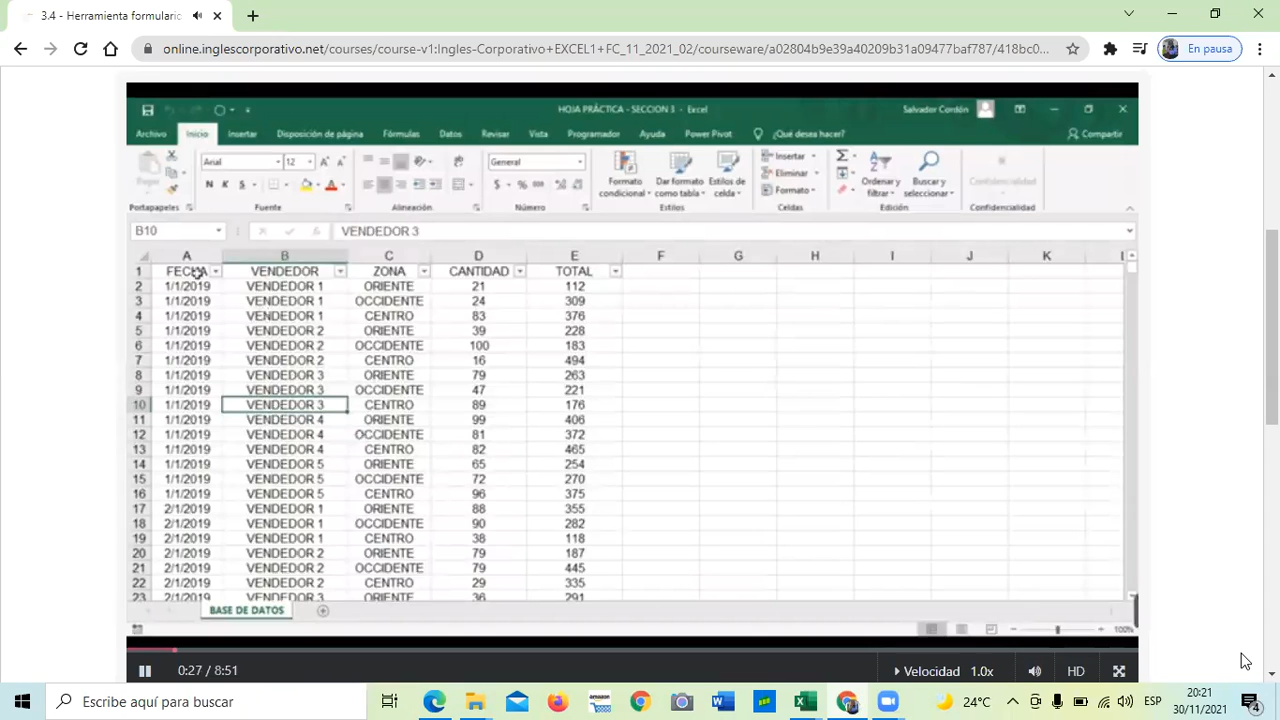 3.4 - Herramienta formulario
online.inglescorporativo.net/courses/course-v1:Ingles-Corporativo+EXCEL1+FC_11_2021_02/courseware/a02804b9e39a40209b31a09477baf787/418bc0...
En pausa
HOJA PRÁCTICA - SECCION 3 - Excel
Salvador Cordón
Archivo Inicio Insertar Disposición de página Fórmulas Datos Revisar Vista Programador Ayuda Power Pivot ¿Qué desea hacer? Compartir
Arial 12 General
Pegar N K S
Formato condicional Dar formato como tabla Estilos de celda
Insertar Eliminar Formato
Ordenar y filtrar Buscar y seleccionar
Confidencialidad
Portapapeles Fuente Alineación Número Estilos Celdas Edición Confidencialidad
B10 VENDEDOR 3
A B C D E F G H I J K L
1 FECHA VENDEDOR ZONA CANTIDAD TOTAL
2 1/1/2019 VENDEDOR 1 ORIENTE 21 112
3 1/1/2019 VENDEDOR 1 OCCIDENTE 24 309
4 1/1/2019 VENDEDOR 1 CENTRO 83 376
5 1/1/2019 VENDEDOR 2 ORIENTE 39 228
6 1/1/2019 VENDEDOR 2 OCCIDENTE 100 183
7 1/1/2019 VENDEDOR 2 CENTRO 16 494
8 1/1/2019 VENDEDOR 3 ORIENTE 79 263
9 1/1/2019 VENDEDOR 3 OCCIDENTE 47 221
10 1/1/2019 VENDEDOR 3 CENTRO 89 176
11 1/1/2019 VENDEDOR 4 ORIENTE 99 406
12 1/1/2019 VENDEDOR 4 OCCIDENTE 81 372
13 1/1/2019 VENDEDOR 4 CENTRO 82 465
14 1/1/2019 VENDEDOR 5 ORIENTE 65 254
15 1/1/2019 VENDEDOR 5 OCCIDENTE 72 270
16 1/1/2019 VENDEDOR 5 CENTRO 96 375
17 2/1/2019 VENDEDOR 1 ORIENTE 88 355
18 2/1/2019 VENDEDOR 1 OCCIDENTE 90 282
19 2/1/2019 VENDEDOR 1 CENTRO 38 118
20 2/1/2019 VENDEDOR 2 ORIENTE 79 187
21 2/1/2019 VENDEDOR 2 OCCIDENTE 79 445
22 2/1/2019 VENDEDOR 2 CENTRO 29 335
23 2/1/2019 VENDEDOR 3 ORIENTE 36 291
BASE DE DATOS
100%
0:27 / 8:51
Velocidad 1.0x HD
Escribe aquí para buscar
amazon
24°C
ESP
20:21
30/11/2021
4